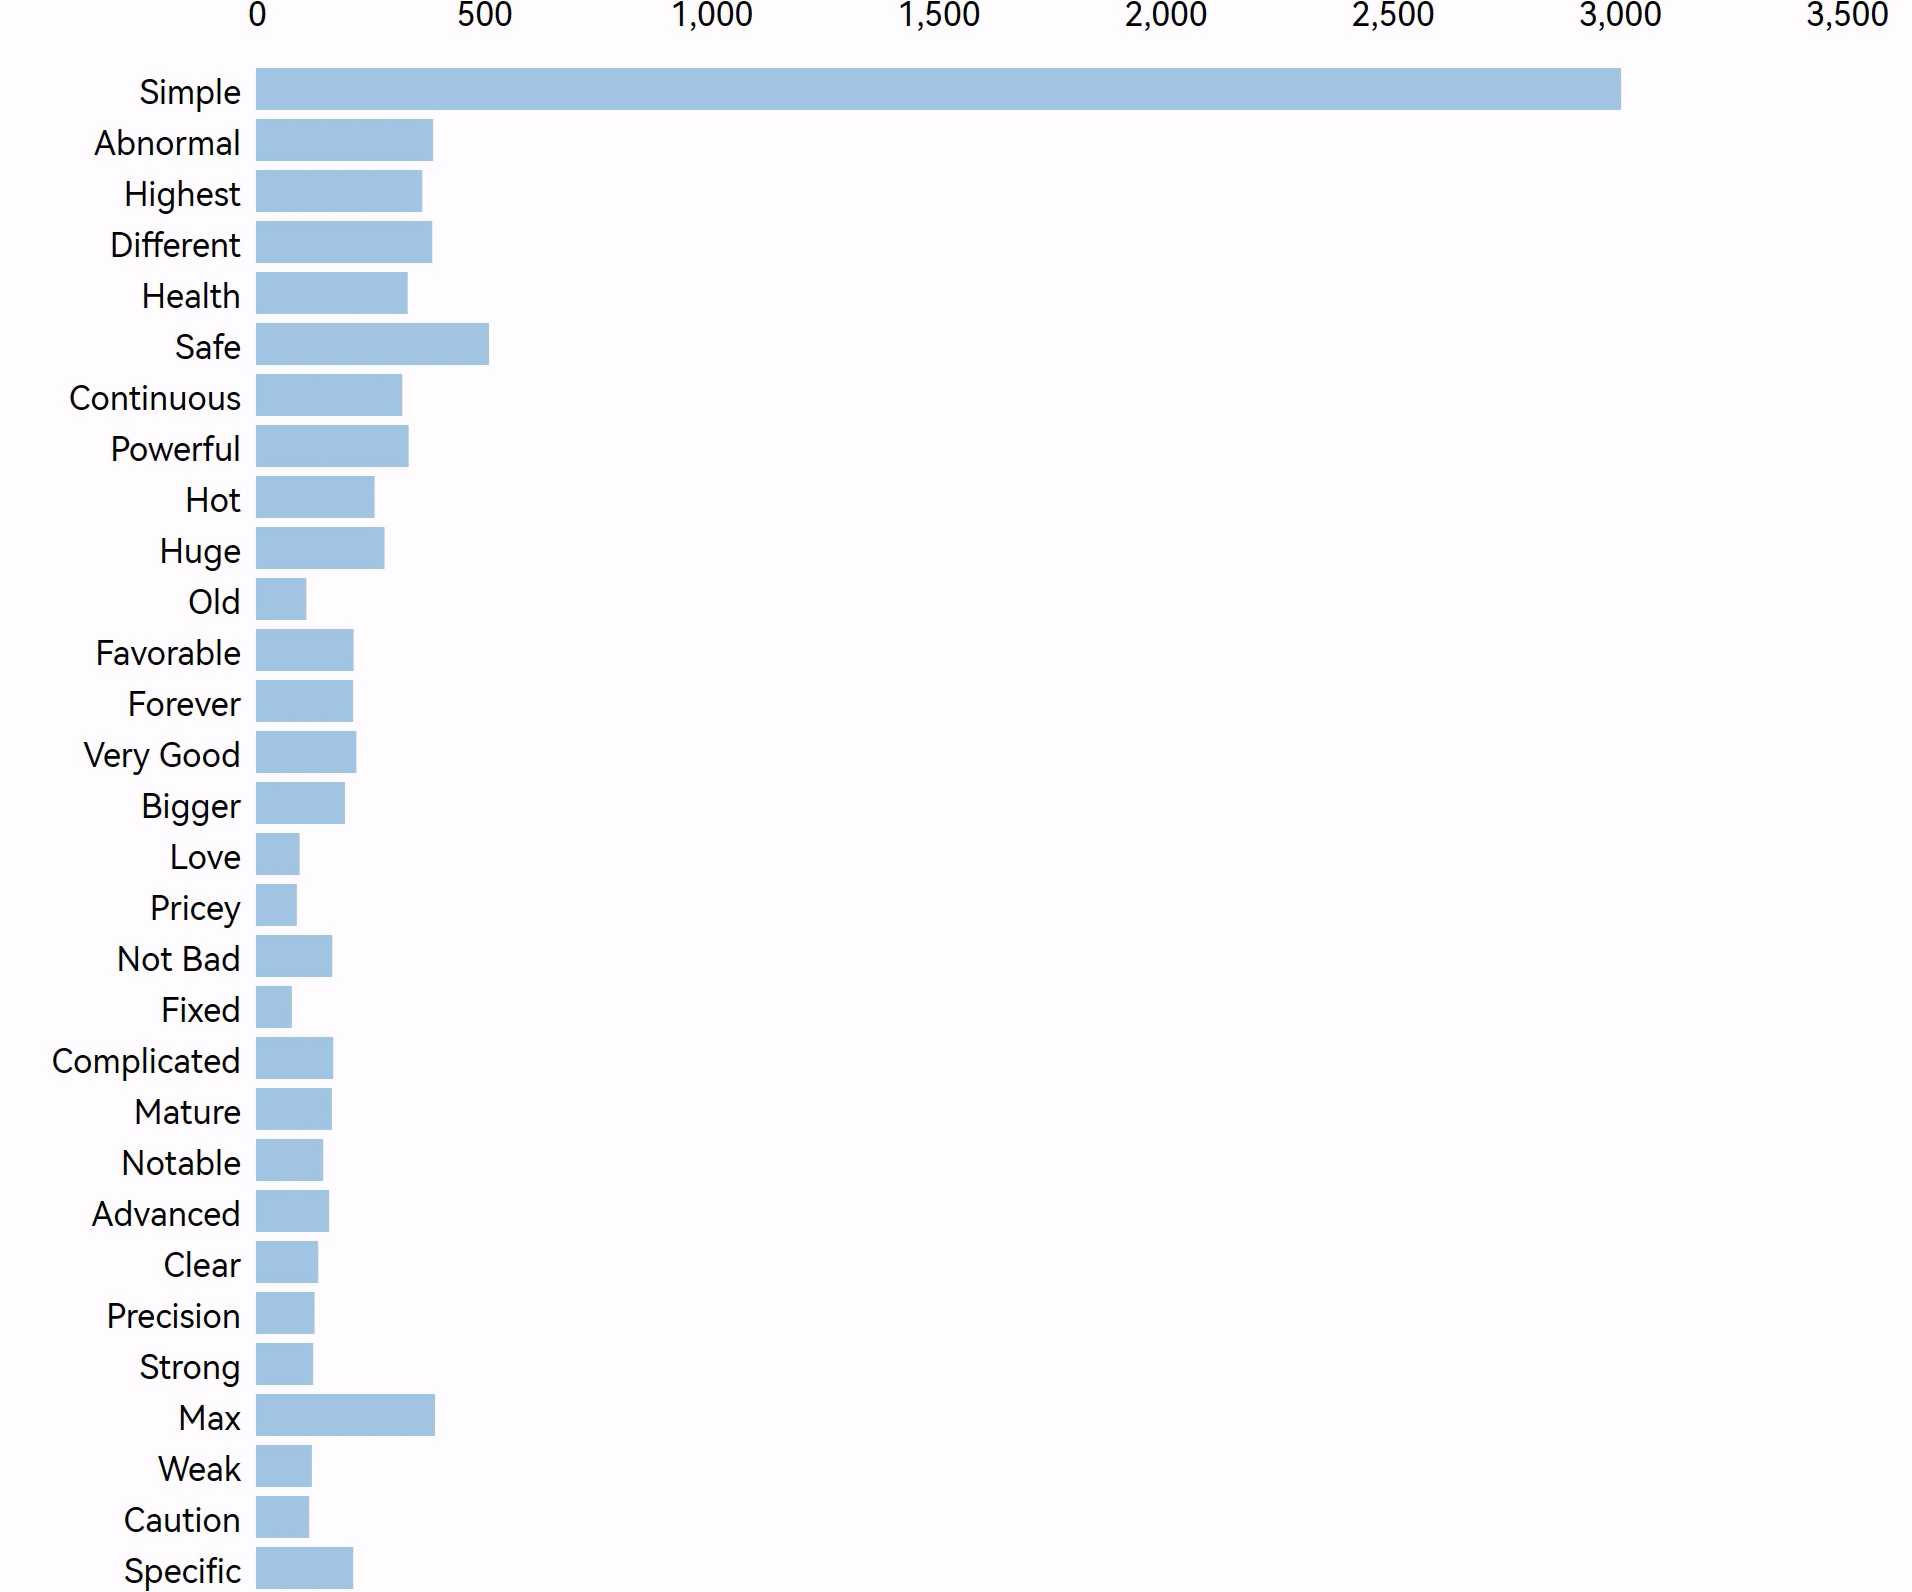 0 500 1,000 1,500 2,000 2,500 3,000 3,500
Simple
Abnormal
Highest
Different
Health
Safe
Continuous
Powerful
Hot
Huge
Old
Favorable
Forever
Very Good
Bigger
Love
Pricey
Not Bad
Fixed
Complicated
Mature
Notable
Advanced
Clear
Precision
Strong
Max
Weak
Caution
Specific